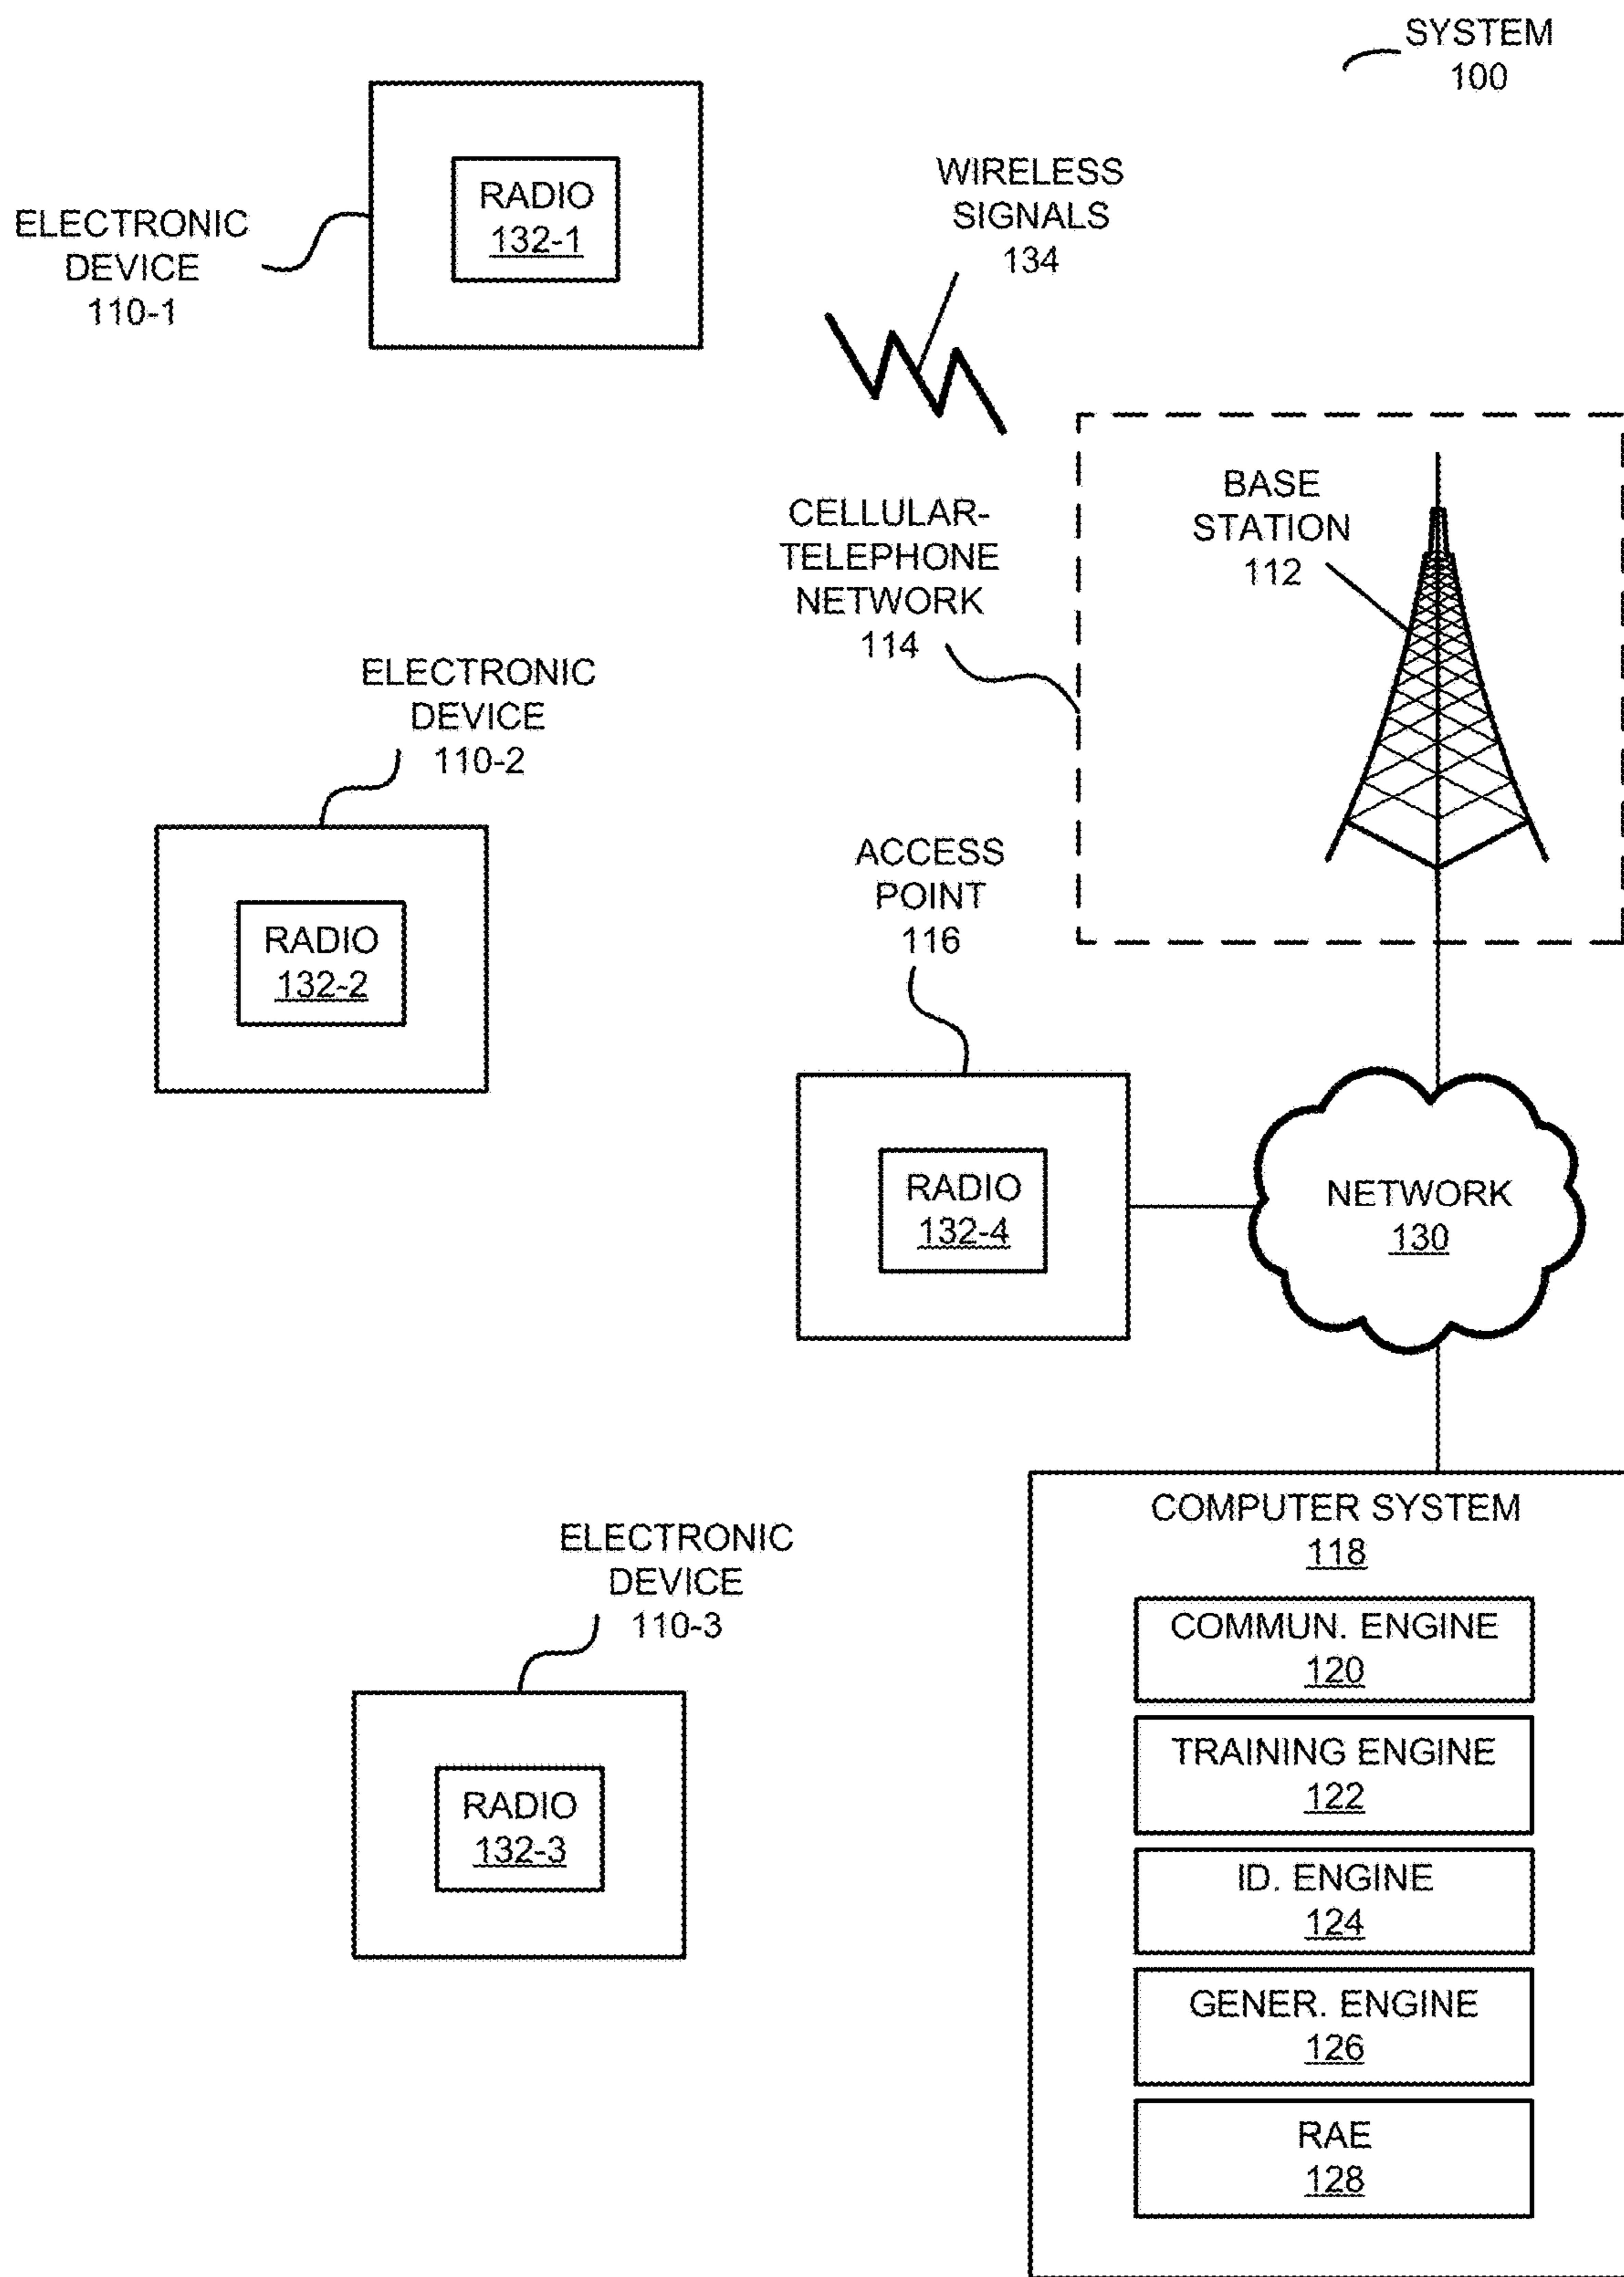 SYSTEM
100
RADIO
132-1
ELECTRONIC
DEVICE
110-1
WIRELESS
SIGNALS
134
BASE
STATION
112
CELLULAR-
TELEPHONE
NETWORK
114
ELECTRONIC
DEVICE
110-2
RADIO
132-2
ACCESS
POINT
116
RADIO
132-4
NETWORK
130
ELECTRONIC
DEVICE
110-3
RADIO
132-3
COMPUTER SYSTEM
118
COMMUN. ENGINE
120
TRAINING ENGINE
122
ID. ENGINE
124
GENER. ENGINE
126
RAE
128